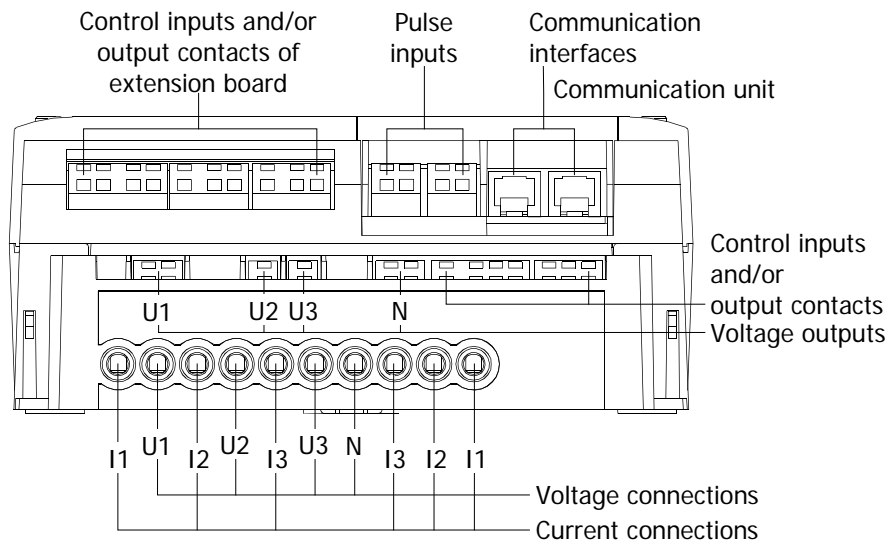 Control inputs and/or
output contacts of
extension board
Pulse
inputs
Communication
interfaces
Communication unit
Control inputs
and/or
output contacts
Voltage outputs
U1 U2 U3 N
I1 U1 I2 U2 I3 U3 N I3 I2 I1
Voltage connections
Current connections